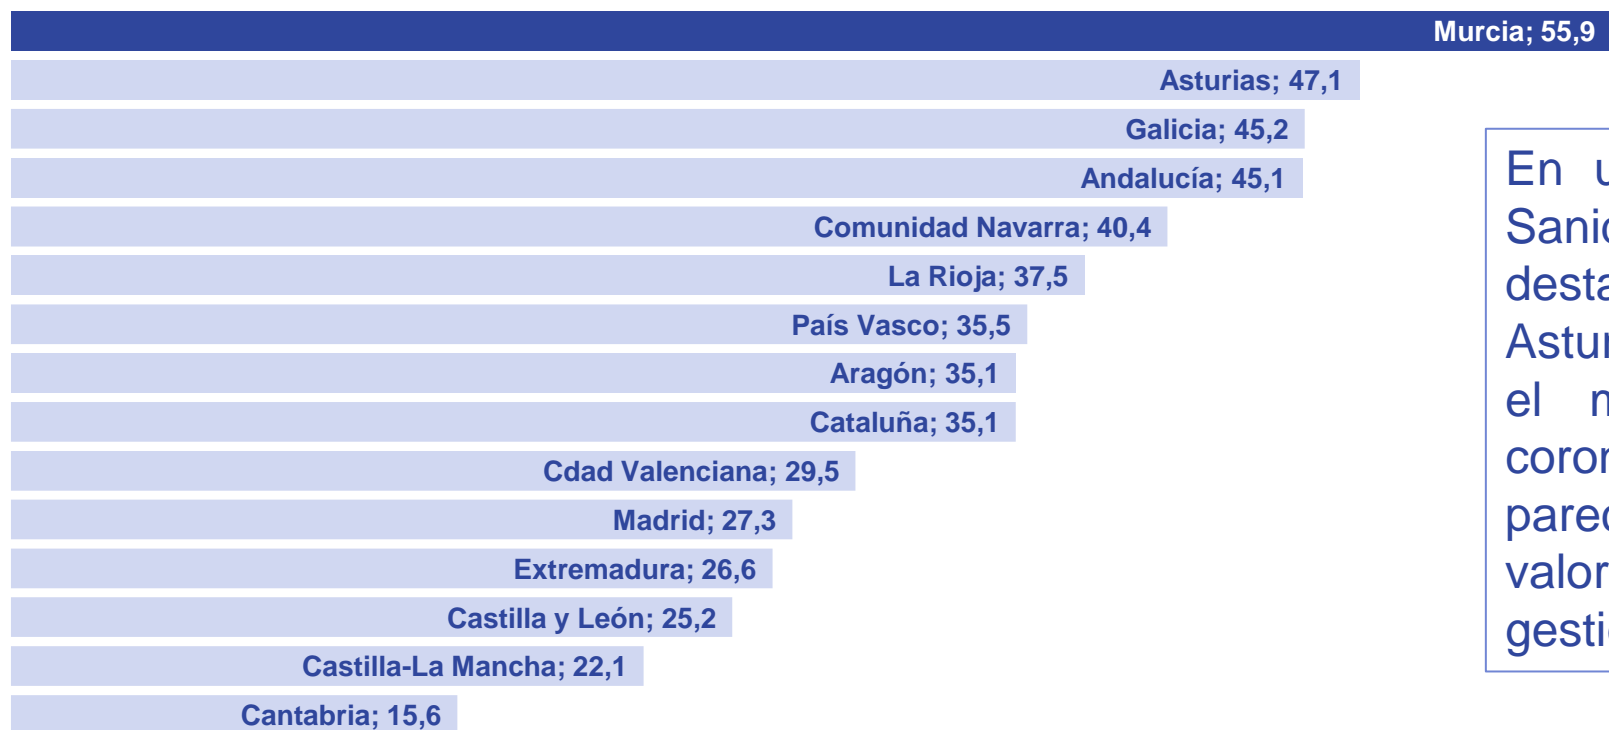 Murcia; 55,9
Asturias; 47,1
Galicia; 45,2
Andalucía; 45,1
Comunidad Navarra; 40,4
La Rioja; 37,5
País Vasco; 35,5
Aragón; 35,1
Cataluña; 35,1
Cdad Valenciana; 29,5
Madrid; 27,3
Extremadura; 26,6
Castilla y León; 25,2
Castilla-La Mancha; 22,1
Cantabria; 15,6
En
el